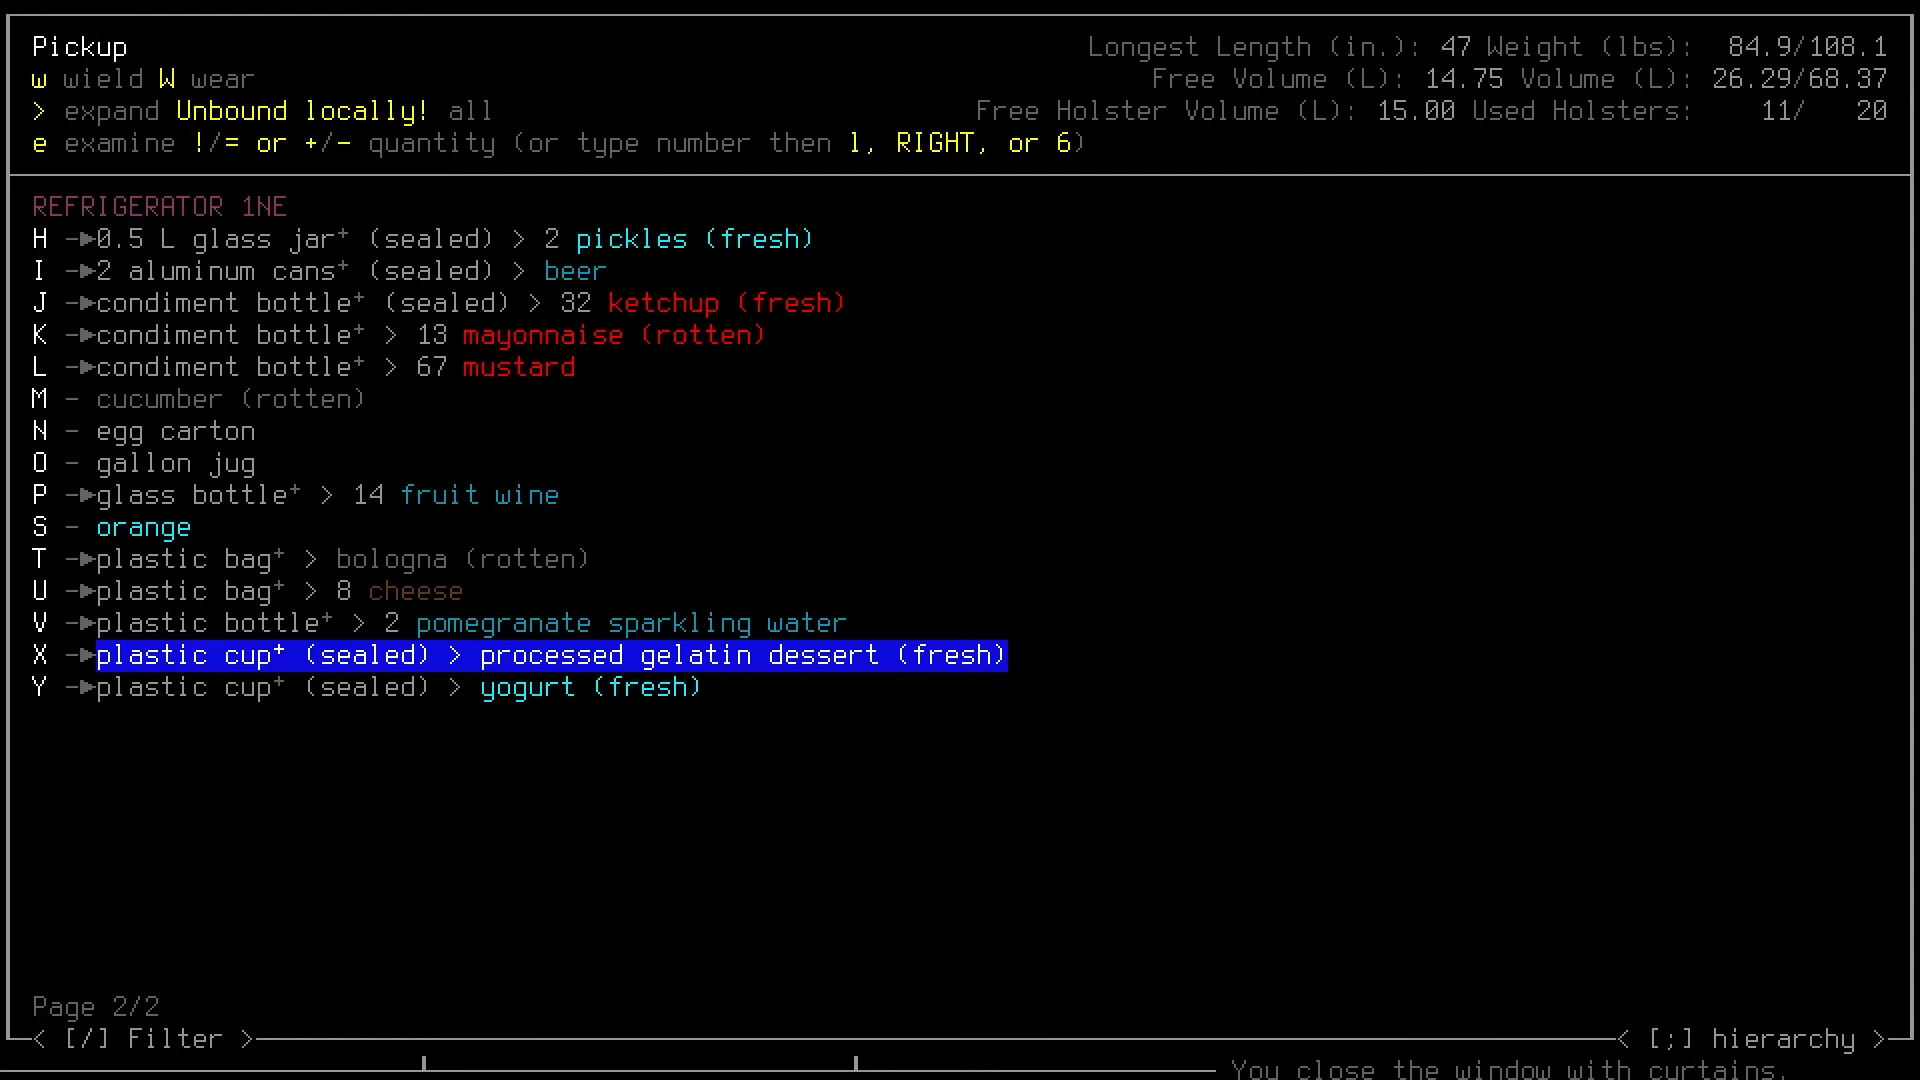 Pickup Longest Length (in.): 47 Weight (lbs): 84.9/108.1
w wield W wear Free Volume (L): 14.75 Volume (L): 26.29/68.37
> expand Unbound locally! all Free Holster Volume (L): 15.00 Used Holsters: 11/ 20
e examine !/= or +/- quantity (or type number then l, RIGHT, or 6)
REFRIGERATOR 1NE
H -▶0.5 L glass jar⁺ (sealed) > 2 pickles (fresh)
I -▶2 aluminum cans⁺ (sealed) > beer
J -▶condiment bottle⁺ (sealed) > 32 ketchup (fresh)
K -▶condiment bottle⁺ > 13 mayonnaise (rotten)
L -▶condiment bottle⁺ > 67 mustard
M - cucumber (rotten)
N - egg carton
O - gallon jug
P -▶glass bottle⁺ > 14 fruit wine
S - orange
T -▶plastic bag⁺ > bologna (rotten)
U -▶plastic bag⁺ > 8 cheese
V -▶plastic bottle⁺ > 2 pomegranate sparkling water
X -▶plastic cup⁺ (sealed) > processed gelatin dessert (fresh)
Y -▶plastic cup⁺ (sealed) > yogurt (fresh)
Page 2/2
< [/] Filter > < [;] hierarchy >
You close the window with curtains.